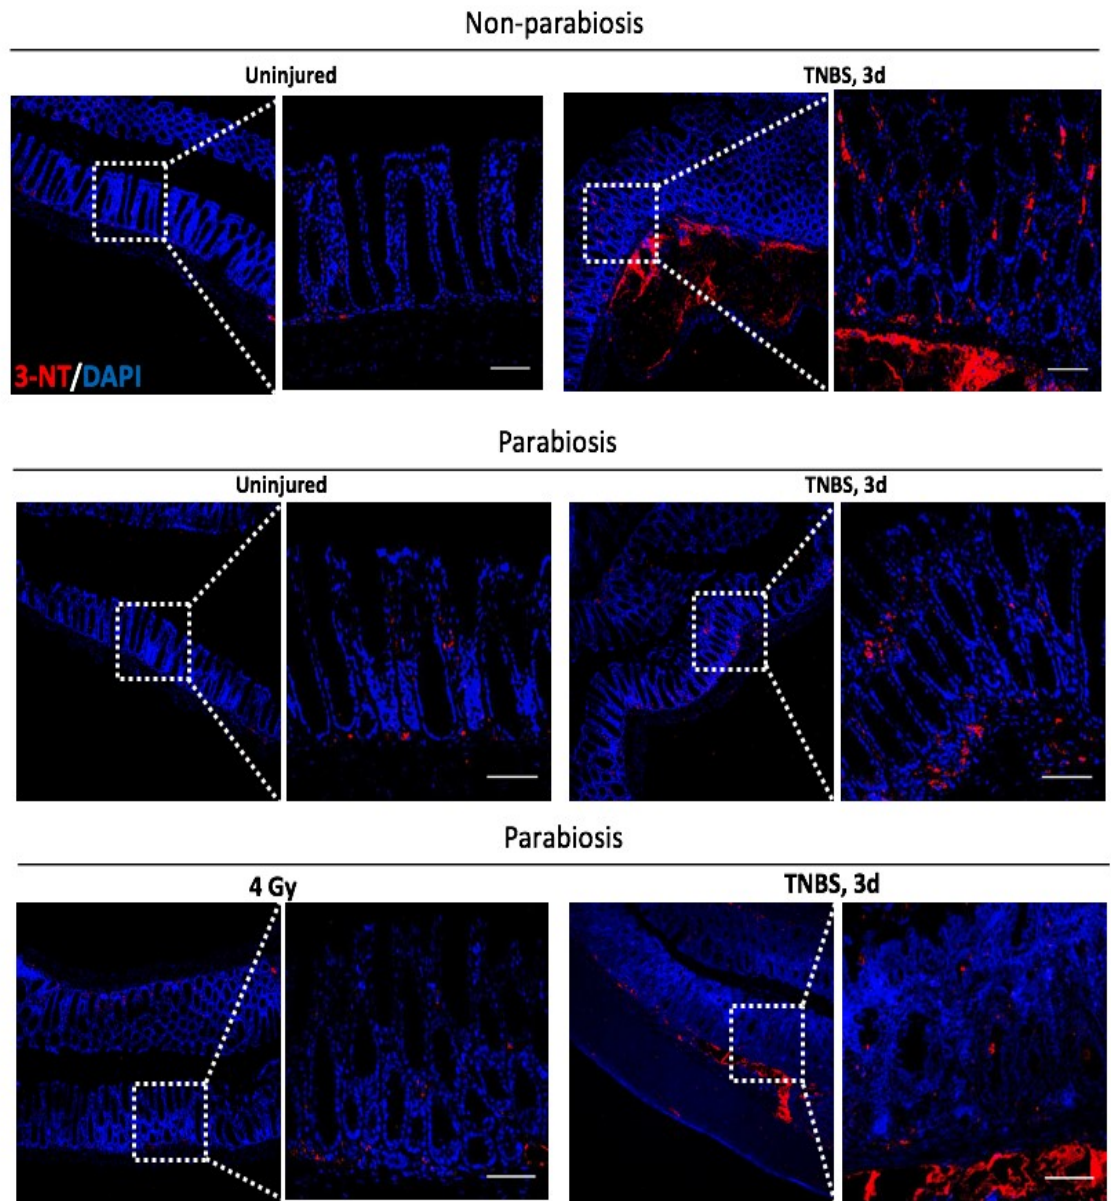 Non-parabiosis
Uninjured TNBS, 3d
3-NT/DAPI
Parabiosis
Uninjured TNBS, 3d
Parabiosis
4 Gy TNBS, 3d